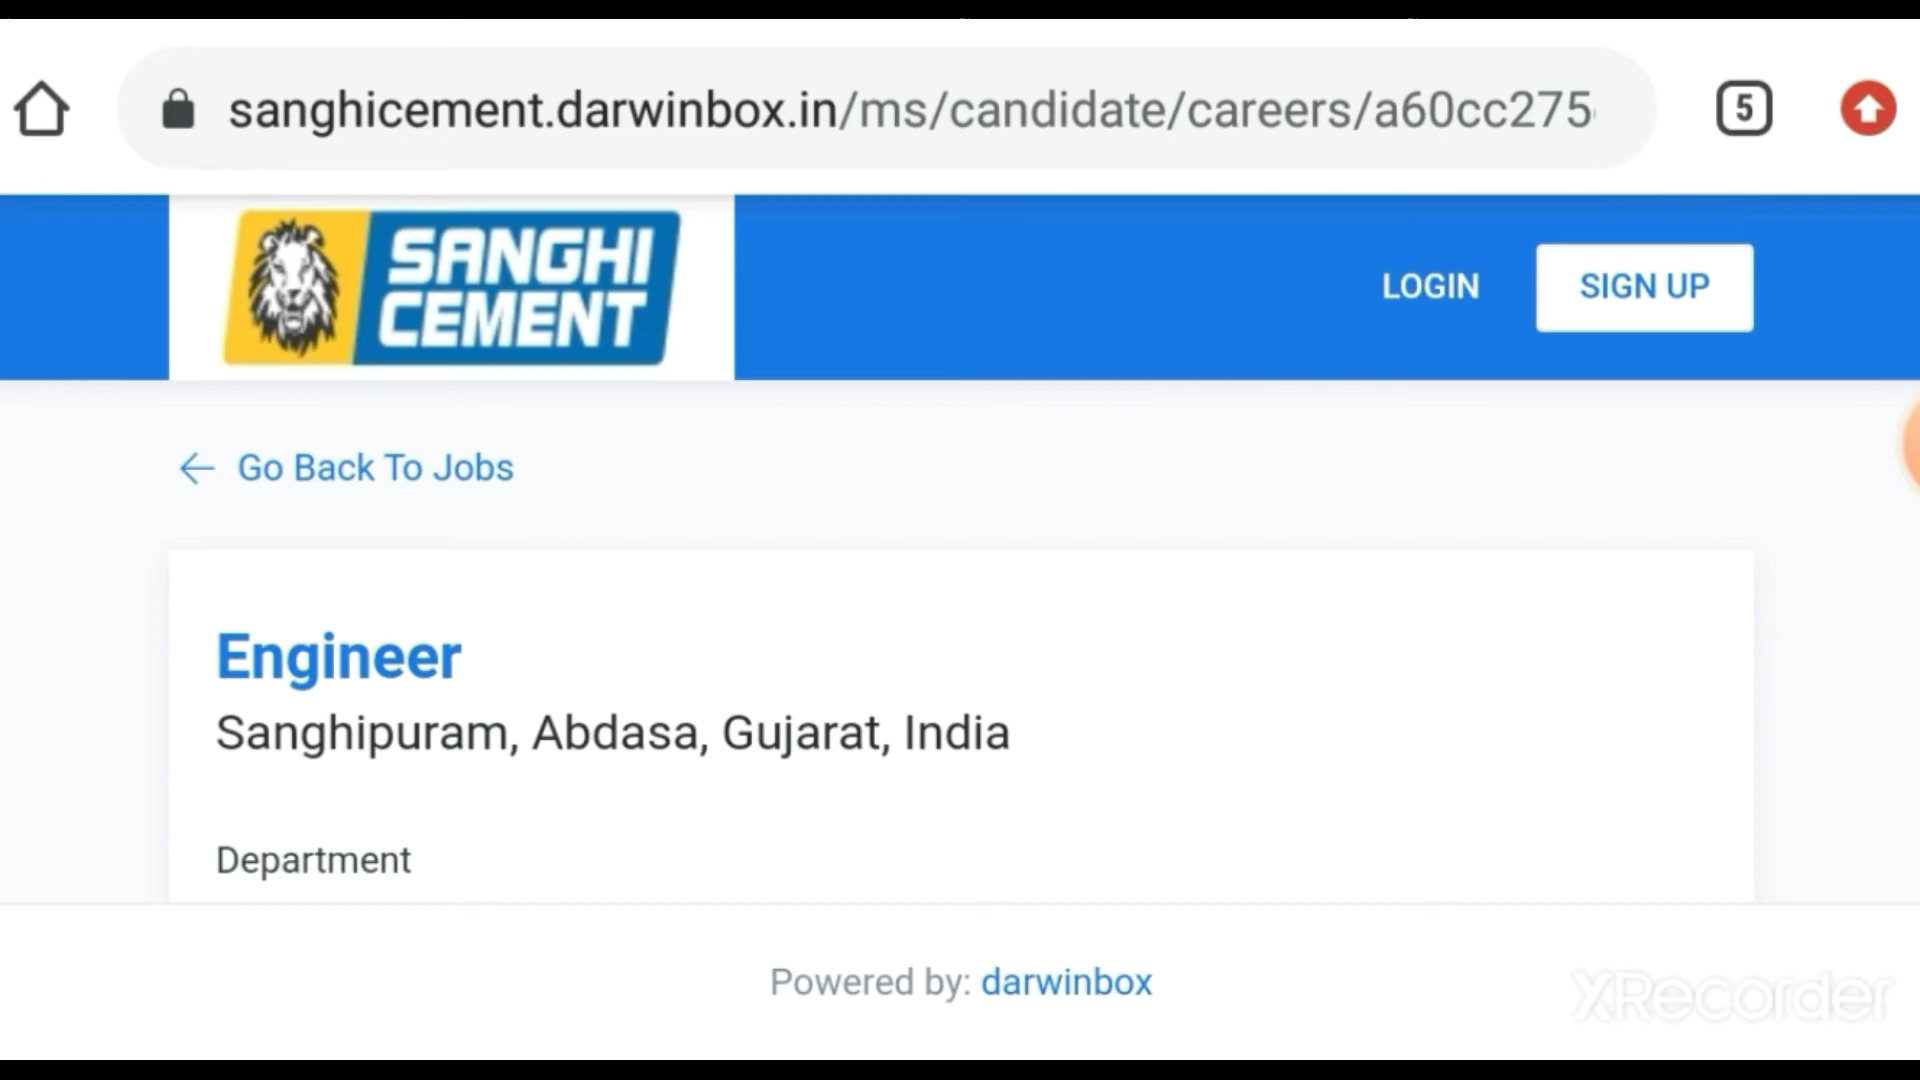 sanghicement.darwinbox.in/ms/candidate/careers/a60cc275
5
SANGHI
CEMENT
LOGIN
SIGN UP
Go Back To Jobs
Engineer
Sanghipuram, Abdasa, Gujarat, India
Department
Powered by: darwinbox
XRecorder